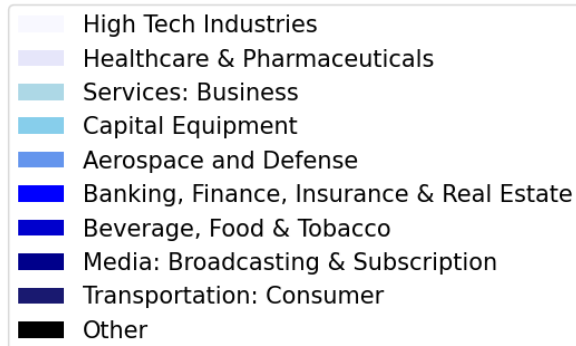 High Tech Industries
Healthcare & Pharmaceuticals
Services: Business
Capital Equipment
Aerospace and Defense
Banking, Finance, Insurance & Real Estate
Beverage, Food & Tobacco
Media: Broadcasting & Subscription
Transportation: Consumer
Other